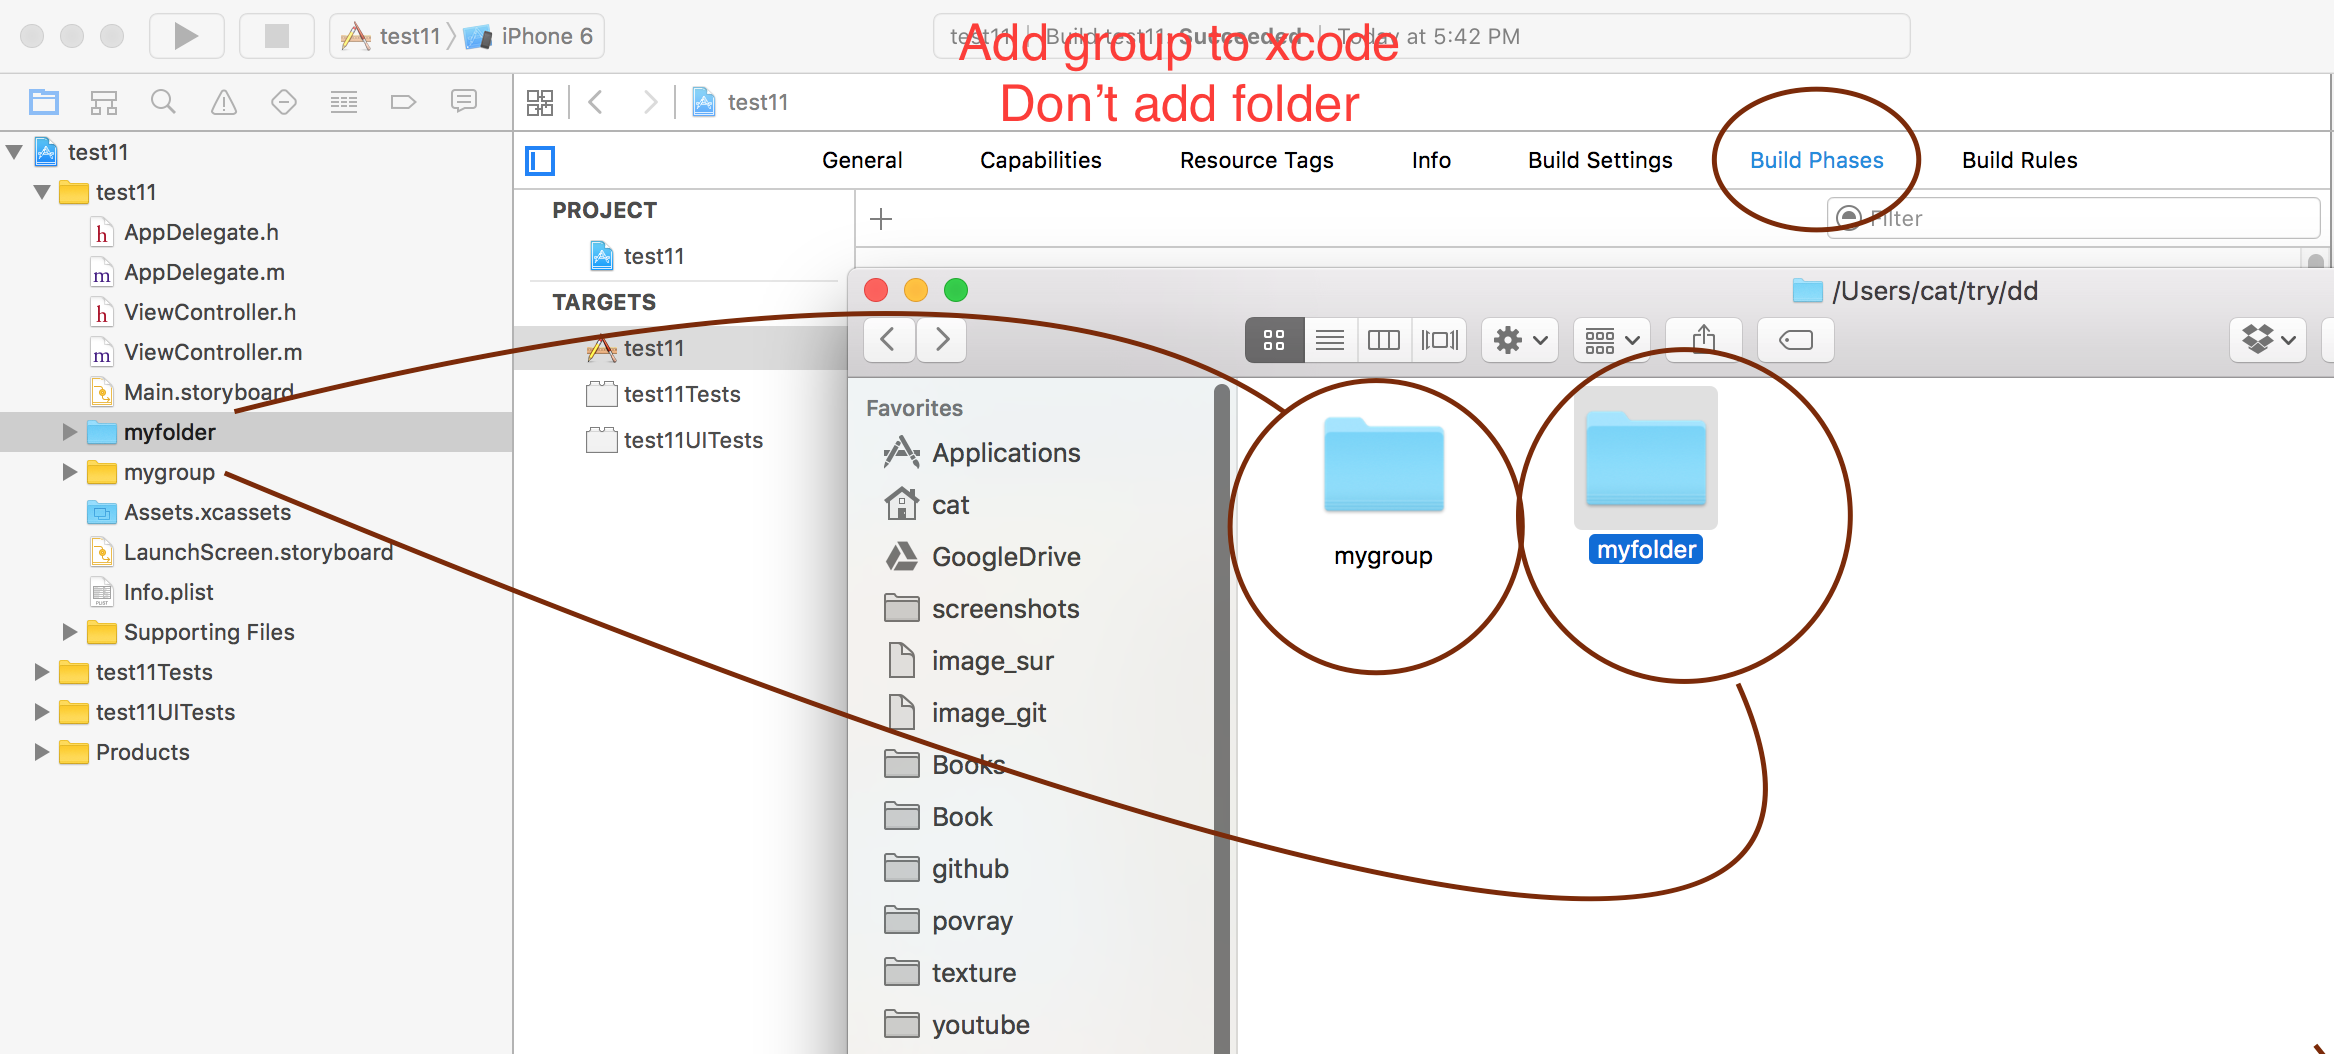 test11 〉 iPhone 6
test11 | Build test11: Succeeded | Today at 5:42 PM
Add group to xcode
Don't add folder
test11
General Capabilities Resource Tags Info Build Settings Build Phases Build Rules
Filter
test11
test11
AppDelegate.h
AppDelegate.m
ViewController.h
ViewController.m
Main.storyboard
myfolder
mygroup
Assets.xcassets
LaunchScreen.storyboard
Info.plist
Supporting Files
test11Tests
test11UITests
Products
PROJECT
test11
TARGETS
test11
test11Tests
test11UITests
/Users/cat/try/dd
Favorites
Applications
cat
GoogleDrive
screenshots
image_sur
image_git
Books
Book
github
povray
texture
youtube
mygroup
myfolder